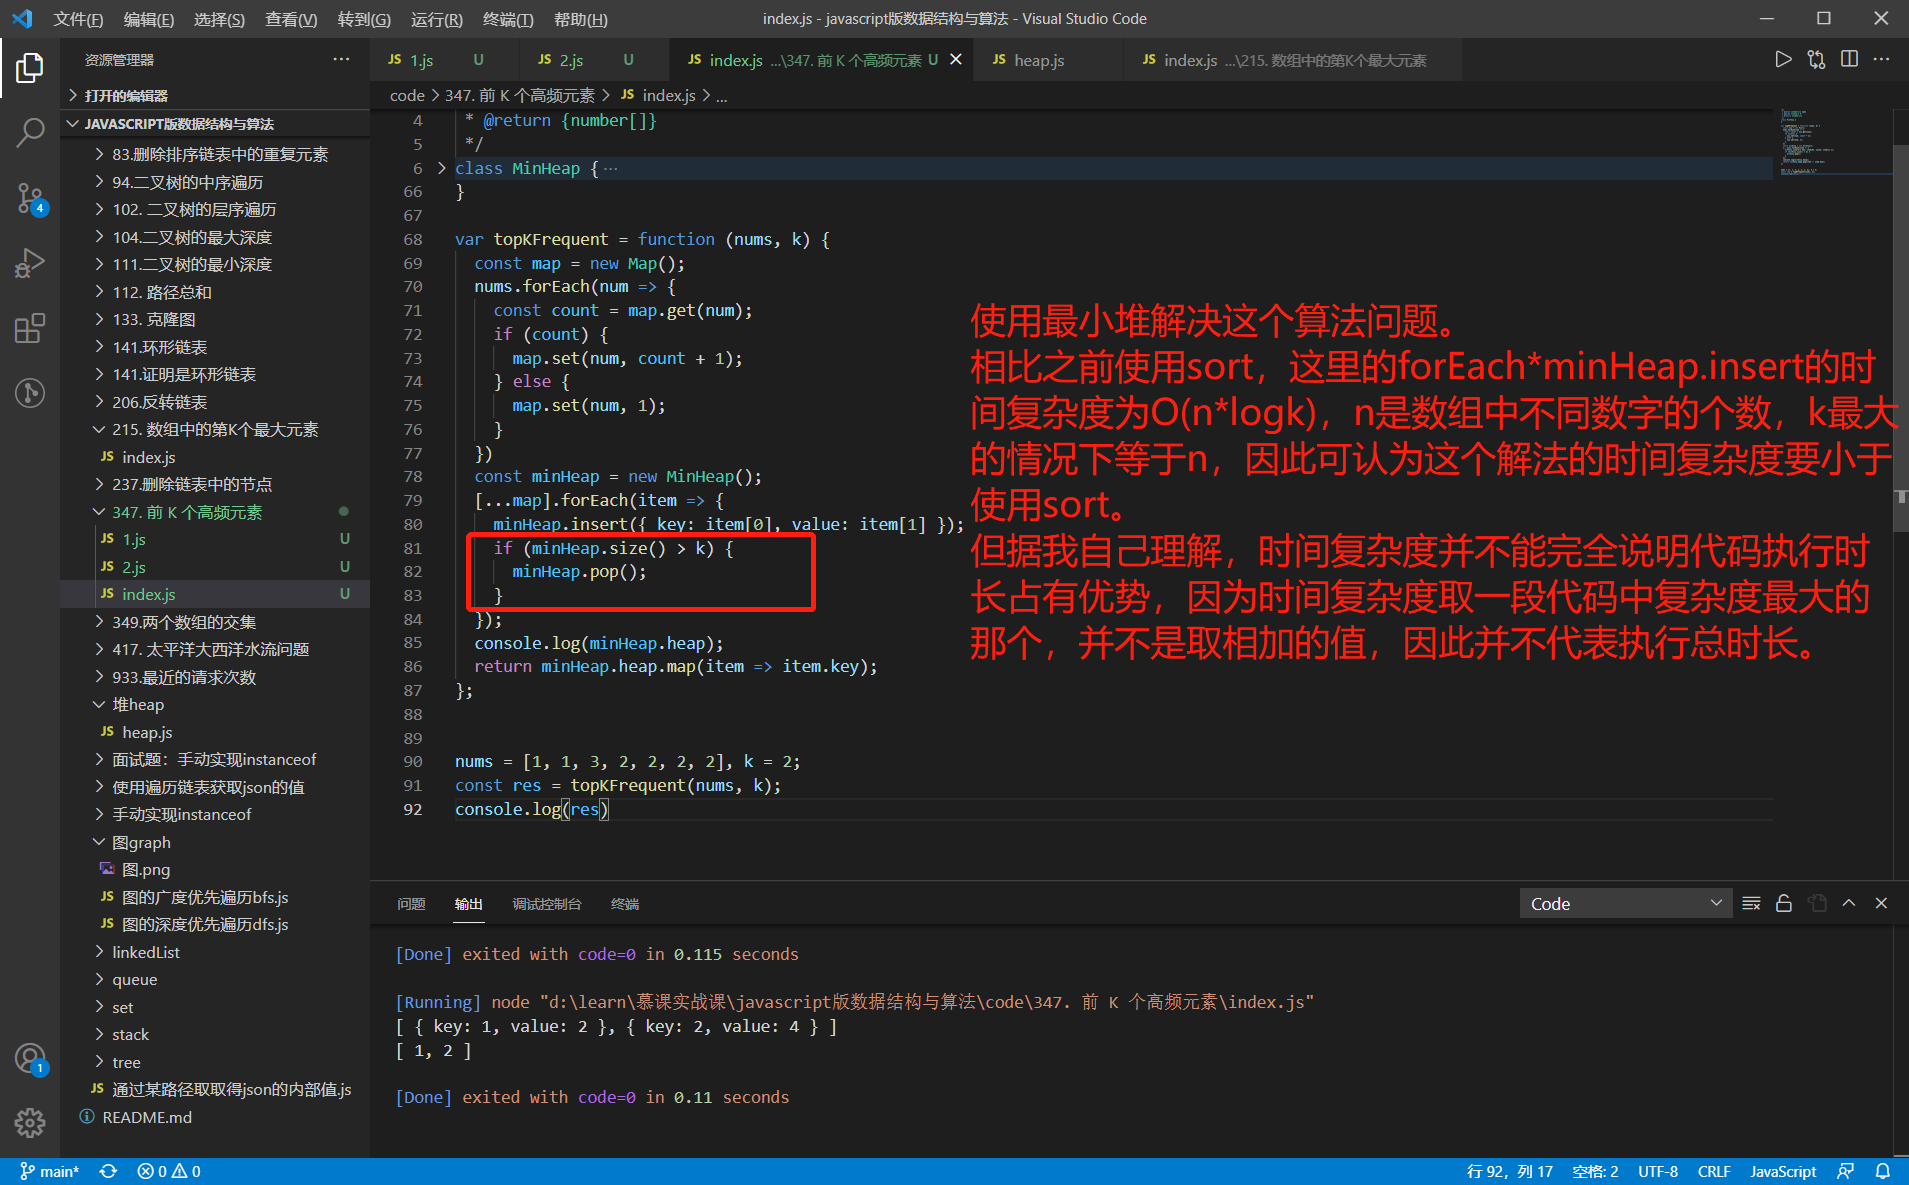 文件(F) 编辑(E) 选择(S) 查看(V) 转到(G) 运行(R) 终端(T) 帮助(H)
index.js - javascript版数据结构与算法 - Visual Studio Code
资源管理器
打开的编辑器
JAVASCRIPT版数据结构与算法
83.删除排序链表中的重复元素
94.二叉树的中序遍历
102. 二叉树的层序遍历
104.二叉树的最大深度
111.二叉树的最小深度
112. 路径总和
133. 克隆图
141.环形链表
141.证明是环形链表
206.反转链表
215. 数组中的第K个最大元素
JS index.js
237.删除链表中的节点
347. 前 K 个高频元素
JS 1.js U
JS 2.js U
JS index.js U
349.两个数组的交集
417. 太平洋大西洋水流问题
933.最近的请求次数
堆heap
JS heap.js
面试题：手动实现instanceof
使用遍历链表获取json的值
手动实现instanceof
图graph
图.png
JS 图的广度优先遍历bfs.js
JS 图的深度优先遍历dfs.js
linkedList
queue
set
stack
tree
JS 通过某路径取取得json的内部值.js
README.md
4
1
JS 1.js U
JS 2.js U
JS index.js ...\347. 前 K 个高频元素 U
JS heap.js
JS index.js ...\215. 数组中的第K个最大元素
code > 347. 前 K 个高频元素 > JS index.js > ...
4 * @return {number[]}
5 */
6 class MinHeap { ...
66 }
67
68 var topKFrequent = function (nums, k) {
69 const map = new Map();
70 nums.forEach(num => {
71 const count = map.get(num);
72 if (count) {
73 map.set(num, count + 1);
74 } else {
75 map.set(num, 1);
76 }
77 })
78 const minHeap = new MinHeap();
79 [...map].forEach(item => {
80 minHeap.insert({ key: item[0], value: item[1] });
81 if (minHeap.size() > k) {
82 minHeap.pop();
83 }
84 });
85 console.log(minHeap.heap);
86 return minHeap.heap.map(item => item.key);
87 };
88
89
90 nums = [1, 1, 3, 2, 2, 2, 2], k = 2;
91 const res = topKFrequent(nums, k);
92 console.log(res)
使用最小堆解决这个算法问题。
相比之前使用sort，这里的forEach*minHeap.insert的时
间复杂度为O(n*logk)，n是数组中不同数字的个数，k最大
的情况下等于n，因此可认为这个解法的时间复杂度要小于
使用sort。
但据我自己理解，时间复杂度并不能完全说明代码执行时
长占有优势，因为时间复杂度取一段代码中复杂度最大的
那个，并不是取相加的值，因此并不代表执行总时长。
问题 输出 调试控制台 终端
Code
[Done] exited with code=0 in 0.115 seconds
[Running] node "d:\learn\慕课实战课\javascript版数据结构与算法\code\347. 前 K 个高频元素\index.js"
[ { key: 1, value: 2 }, { key: 2, value: 4 } ]
[ 1, 2 ]
[Done] exited with code=0 in 0.11 seconds
main* 0 0
行 92，列 17 空格: 2 UTF-8 CRLF JavaScript